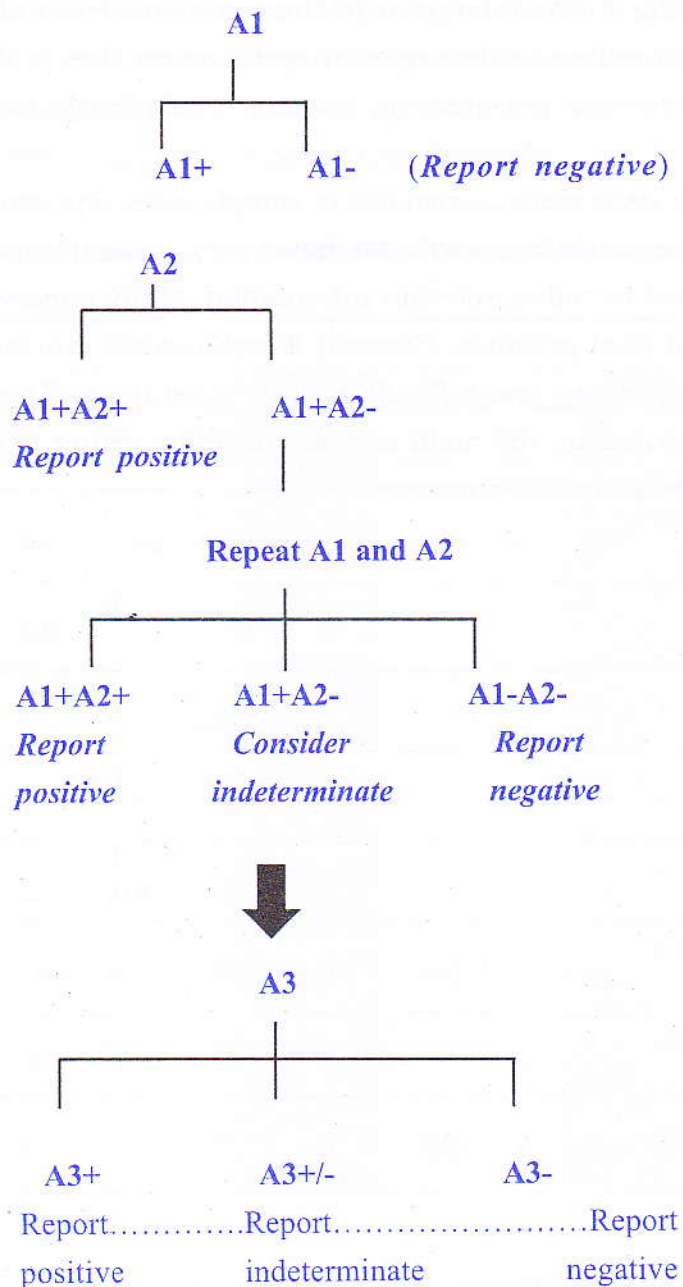 A1
A1+ A1- (Report negative)
A2
A1+A2+ A1+A2-
Report positive
Repeat A1 and A2
A1+A2+ A1+A2- A1-A2-
Report Consider Report
positive indeterminate negative
A3
A3+ A3+/- A3-
Report.............Report.........................Report
positive indeterminate negative